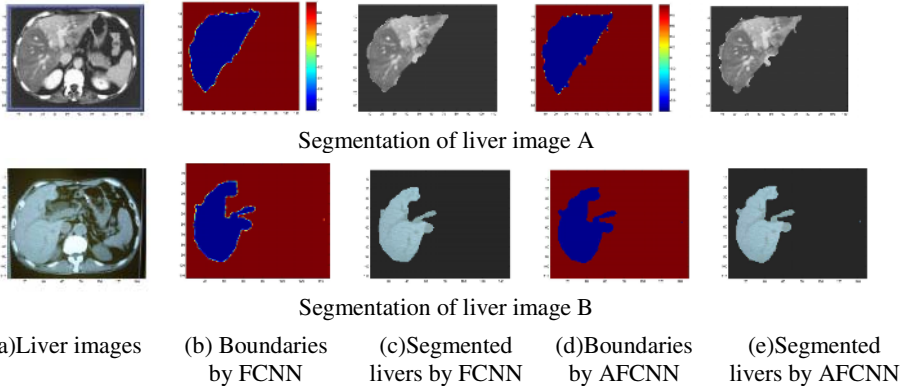 Segmentation of liver image A
Segmentation of liver image B
a)Liver images (b) Boundaries (c)Segmented (d)Boundaries (e)Segmented
by FCNN livers by FCNN by AFCNN livers by AFCNN